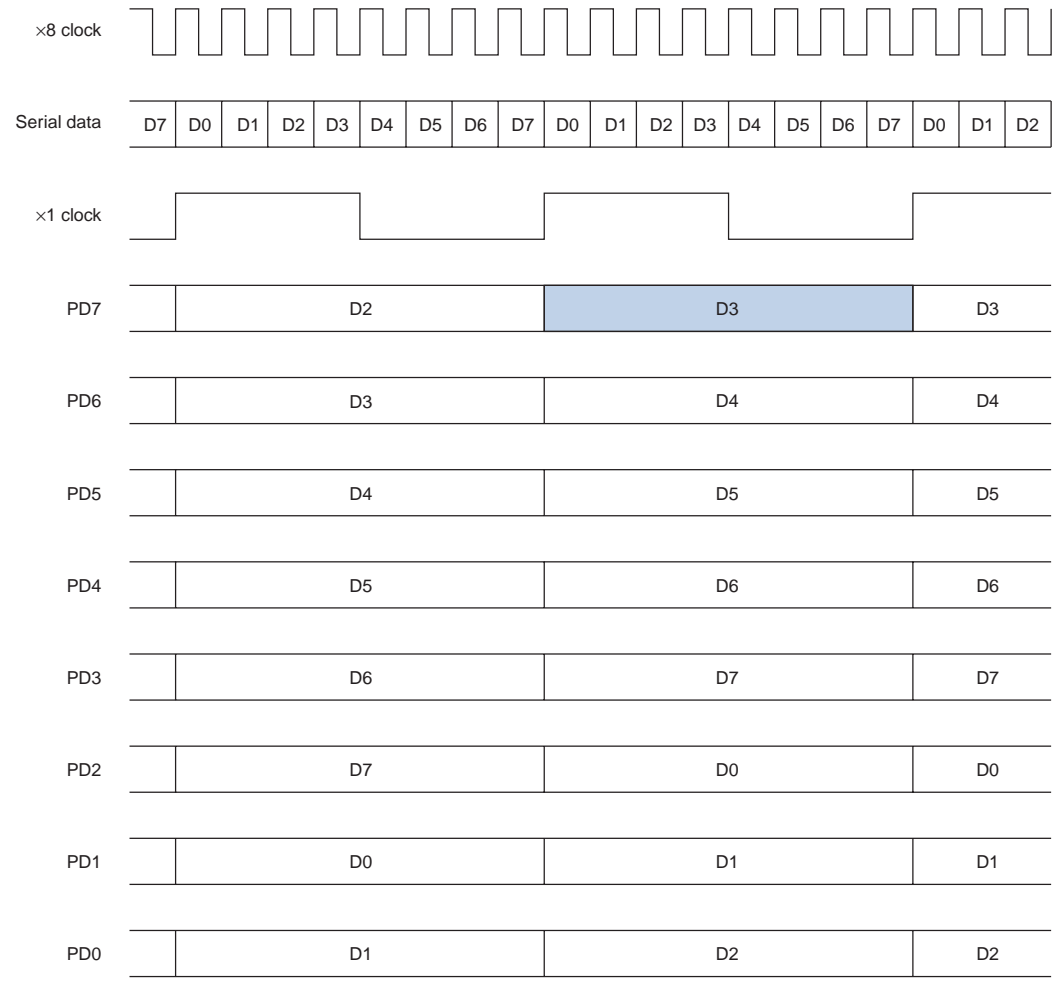 ×8 clock
Serial data D7 D0 D1 D2 D3 D4 D5 D6 D7 D0 D1 D2 D3 D4 D5 D6 D7 D0 D1 D2
×1 clock
PD7 D2 D3 D3
PD6 D3 D4 D4
PD5 D4 D5 D5
PD4 D5 D6 D6
PD3 D6 D7 D7
PD2 D7 D0 D0
PD1 D0 D1 D1
PD0 D1 D2 D2